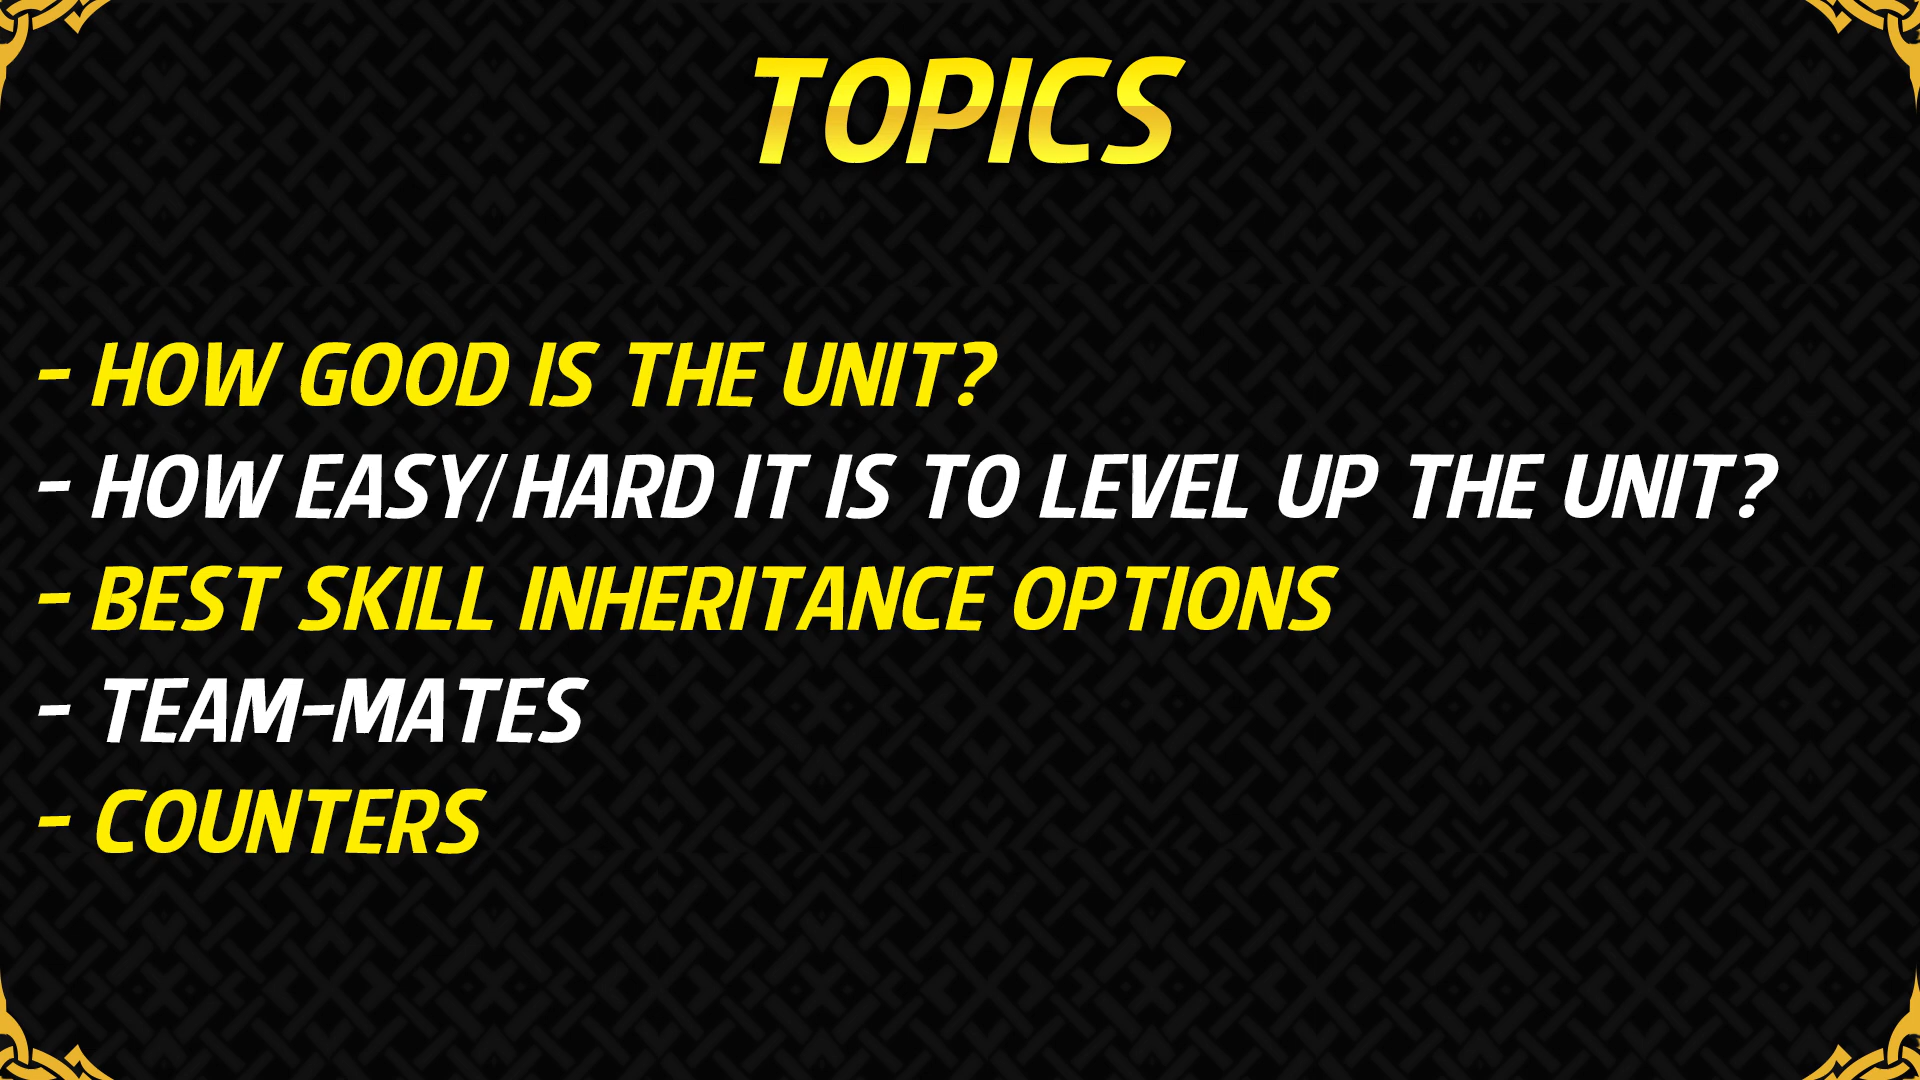 TOPICS
- HOW GOOD IS THE UNIT?
- HOW EASY/HARD IT IS TO LEVEL UP THE UNIT?
- BEST SKILL INHERITANCE OPTIONS
- TEAM-MATES
- COUNTERS